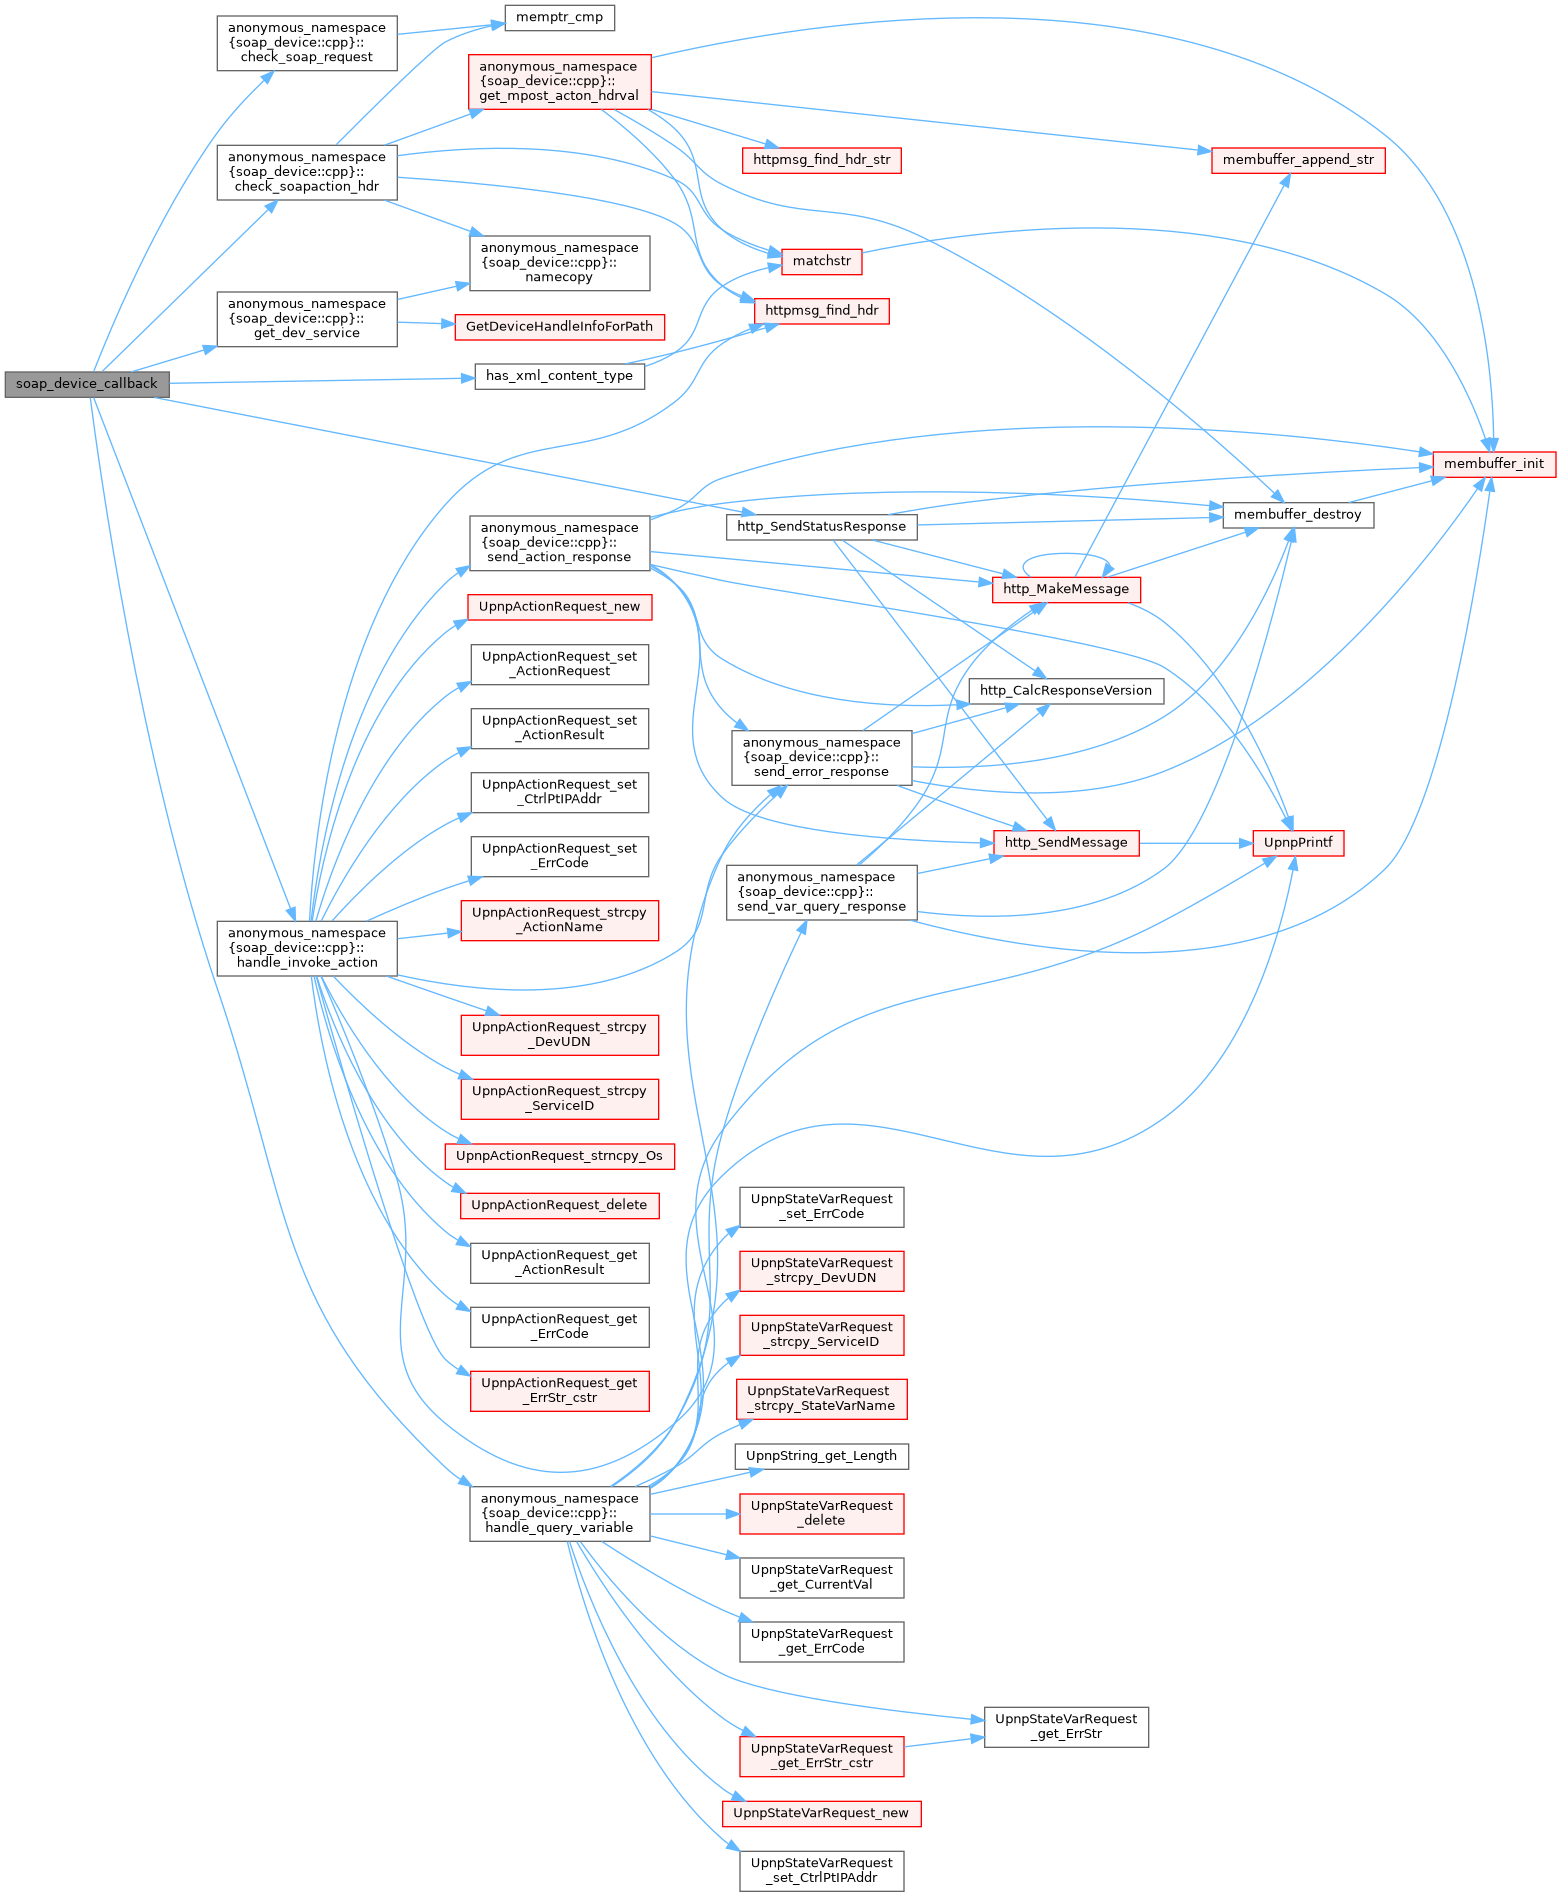 memptr_cmp
anonymous_namespace
{soap_device::cpp}::
check_soap_request
anonymous_namespace
{soap_device::cpp}::
get_mpost_acton_hdrval
httpmsg_find_hdr_str
membuffer_append_str
anonymous_namespace
{soap_device::cpp}::
check_soapaction_hdr
anonymous_namespace
{soap_device::cpp}::
namecopy
matchstr
httpmsg_find_hdr
anonymous_namespace
{soap_device::cpp}::
get_dev_service
GetDeviceHandleInfoForPath
has_xml_content_type
soap_device_callback
membuffer_init
membuffer_destroy
http_SendStatusResponse
anonymous_namespace
{soap_device::cpp}::
send_action_response
http_MakeMessage
UpnpActionRequest_new
UpnpActionRequest_set
_ActionRequest
http_CalcResponseVersion
UpnpActionRequest_set
_ActionResult
anonymous_namespace
{soap_device::cpp}::
send_error_response
UpnpActionRequest_set
_CtrlPtIPAddr
http_SendMessage
UpnpPrintf
UpnpActionRequest_set
_ErrCode
anonymous_namespace
{soap_device::cpp}::
send_var_query_response
UpnpActionRequest_strcpy
_ActionName
anonymous_namespace
{soap_device::cpp}::
handle_invoke_action
UpnpActionRequest_strcpy
_DevUDN
UpnpActionRequest_strcpy
_ServiceID
UpnpActionRequest_strncpy_Os
UpnpActionRequest_delete
UpnpStateVarRequest
_set_ErrCode
UpnpActionRequest_get
_ActionResult
UpnpStateVarRequest
_strcpy_DevUDN
UpnpActionRequest_get
_ErrCode
UpnpStateVarRequest
_strcpy_ServiceID
UpnpActionRequest_get
_ErrStr_cstr
UpnpStateVarRequest
_strcpy_StateVarName
UpnpString_get_Length
anonymous_namespace
{soap_device::cpp}::
handle_query_variable
UpnpStateVarRequest
_delete
UpnpStateVarRequest
_get_CurrentVal
UpnpStateVarRequest
_get_ErrCode
UpnpStateVarRequest
_get_ErrStr
UpnpStateVarRequest
_get_ErrStr_cstr
UpnpStateVarRequest_new
UpnpStateVarRequest
_set_CtrlPtIPAddr